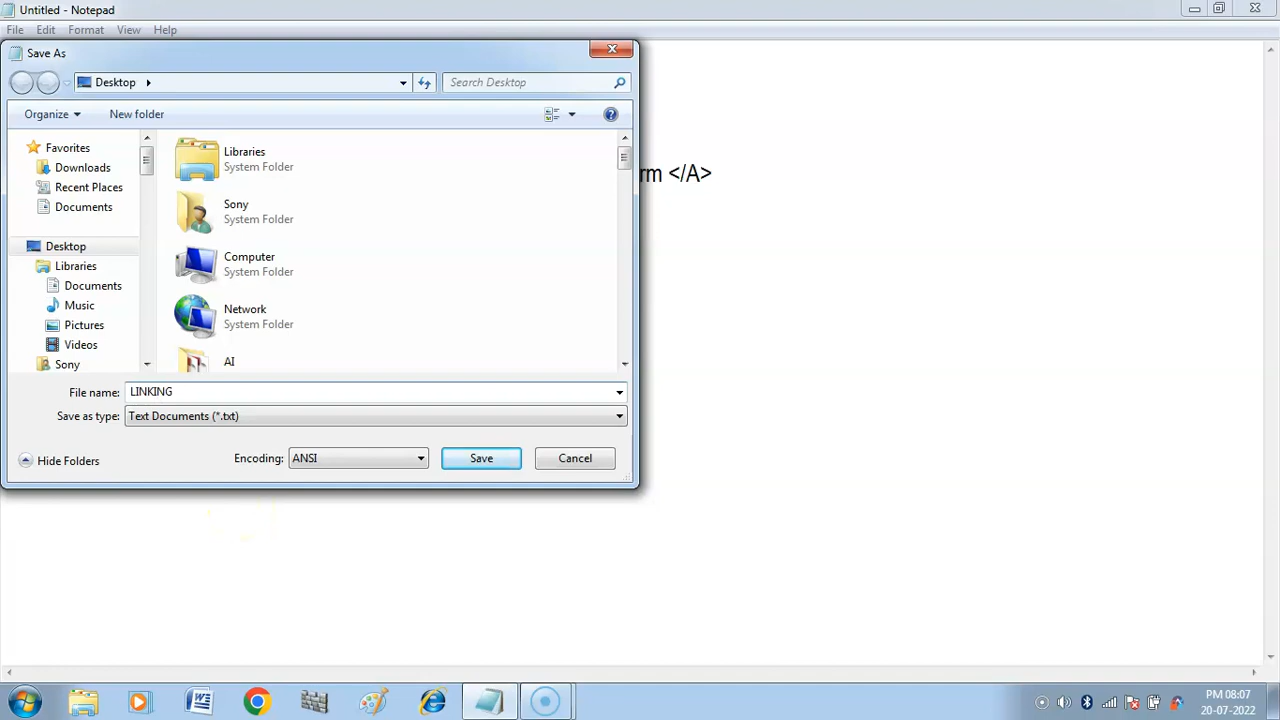 Untitled - Notepad
File Edit Format View Help
Save As
Desktop
Search Desktop
Organize New folder
Favorites
Downloads
Recent Places
Documents
Desktop
Libraries
Documents
Music
Pictures
Videos
Sony
Libraries
System Folder
Sony
System Folder
Computer
System Folder
Network
System Folder
AI
rm </A>
File name: LINKING
Save as type: Text Documents (*.txt)
Hide Folders Encoding: ANSI Save Cancel
PM 08:07
20-07-2022